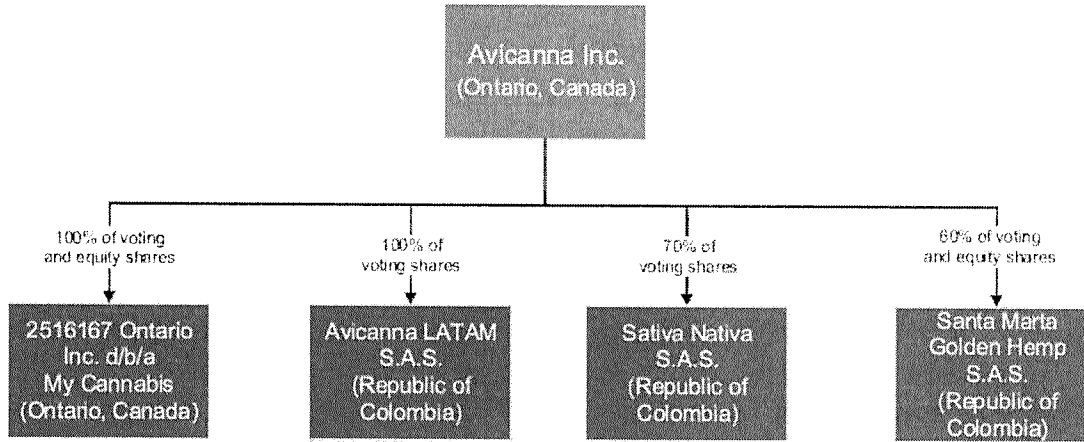 Avicanna Inc.
(Ontario, Canada)
100% of voting
and equity shares
100% of
voting shares
70% of
voting shares
60% of voting
and equity shares
2516167 Ontario
Inc. d/b/a
My Cannabis
(Ontario, Canada)
Avicanna LATAM
S.A.S.
(Republic of
Colombia)
Sativa Nativa
S.A.S.
(Republic of
Colombia)
Santa Marta
Golden Hemp
S.A.S.
(Republic of
Colombia)